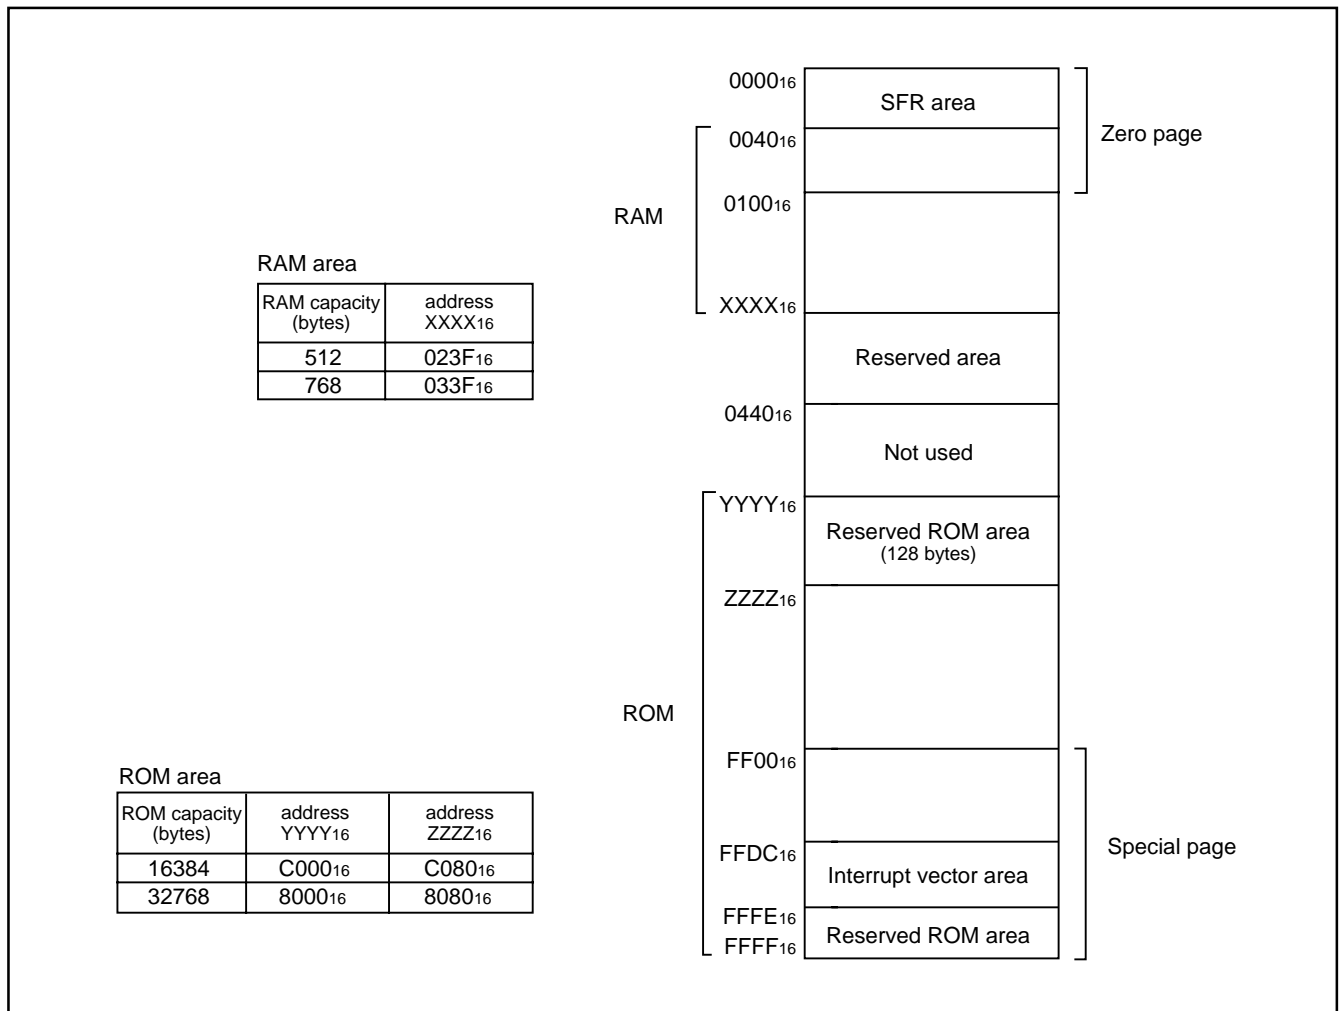 RAM area
RAM capacity (bytes) address XXXX16
512 023F16
768 033F16
ROM area
ROM capacity (bytes) address YYYY16 address ZZZZ16
16384 C00016 C08016
32768 800016 808016
RAM
ROM
000016
SFR area
004016
Zero page
010016
XXXX16
Reserved area
044016
Not used
YYYY16
Reserved ROM area
(128 bytes)
ZZZZ16
FF0016
FFDC16
Interrupt vector area
Special page
FFFE16
Reserved ROM area
FFFF16